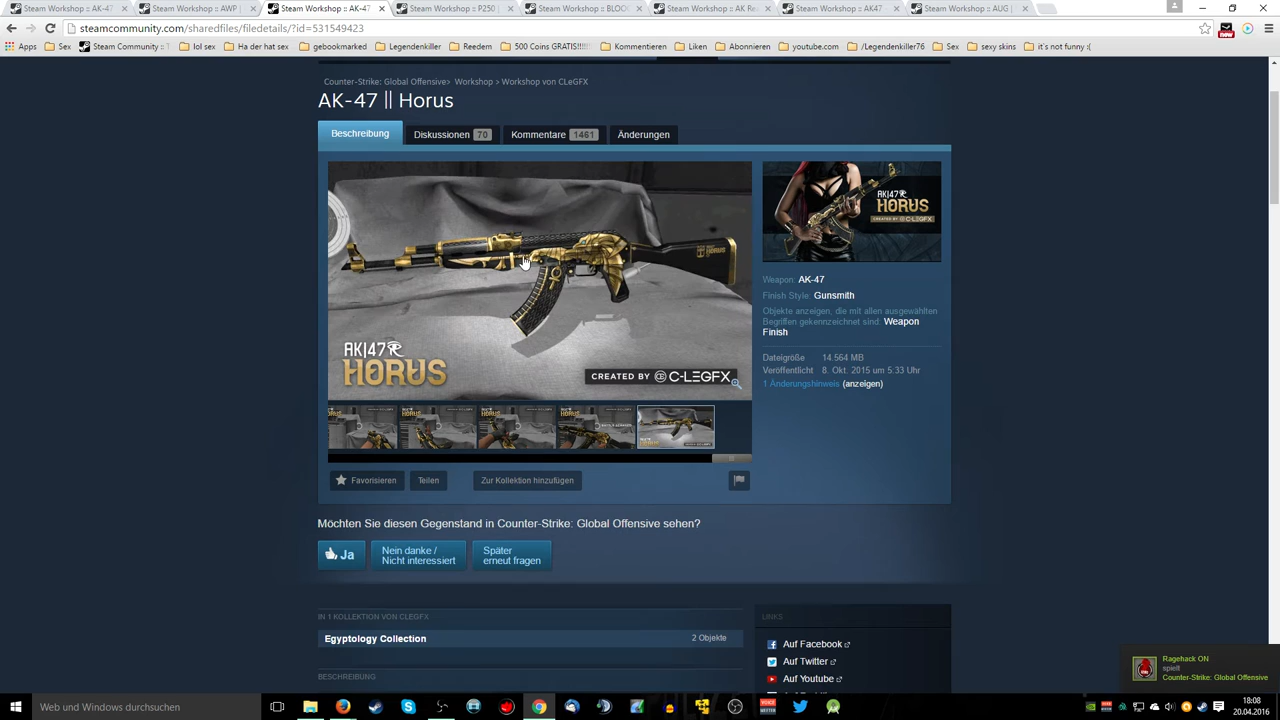 Steam Workshop :: AK-47
Steam Workshop :: AWP |
Steam Workshop :: AK-47
Steam Workshop :: P250 |
Steam Workshop :: BLOO
Steam Workshop :: AK Re
Steam Workshop :: AK47
Steam Workshop :: AUG |
steamcommunity.com/sharedfiles/filedetails/?id=531549423
Apps
Sex
Steam Community :: T
lol sex
Ha der hat sex
gebookmarked
Legendenkiller
Reedem
500 Coins GRATIS!!!!
Kommentieren
Liken
Abonnieren
youtube.com
/Legendenkiller76
Sex
sexy skins
it´s not funny :(
Counter-Strike: Global Offensive> Workshop > Workshop von CLeGFX
AK-47 || Horus
Beschreibung
Diskussionen 70
Kommentare 1461
Änderungen
AK|47
HORUS
CREATED BY C-LEGFX
AK|47
HORUS
CREATED BY C-LEGFX
Weapon: AK-47
Finish Style: Gunsmith
Objekte anzeigen, die mit allen ausgewählten
Begriffen gekennzeichnet sind: Weapon
Finish
Dateigröße 14.564 MB
Veröffentlicht 8. Okt. 2015 um 5:33 Uhr
1 Änderungshinweis (anzeigen)
Favorisieren
Teilen
Zur Kollektion hinzufügen
Möchten Sie diesen Gegenstand in Counter-Strike: Global Offensive sehen?
Ja
Nein danke /
Nicht interessiert
Später
erneut fragen
IN 1 KOLLEKTION VON CLEGFX
Egyptology Collection
2 Objekte
BESCHREIBUNG
LINKS
Auf Facebook
Auf Twitter
Auf Youtube
Ragehack ON
spielt
Counter-Strike: Global Offensive
Web und Windows durchsuchen
18:08
20.04.2016